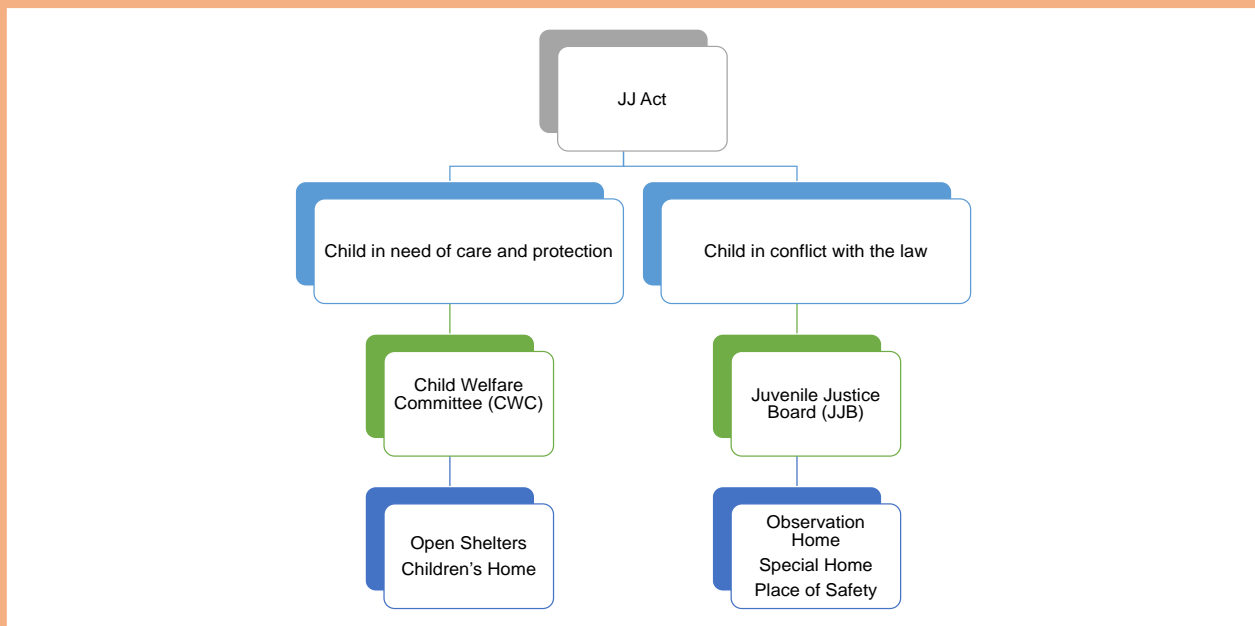 JJ Act
Child in need of care and protection
Child in conflict with the law
Child Welfare
Committee (CWC)
Juvenile Justice
Board (JJB)
Open Shelters
Children’s Home
Observation
Home
Special Home
Place of Safety